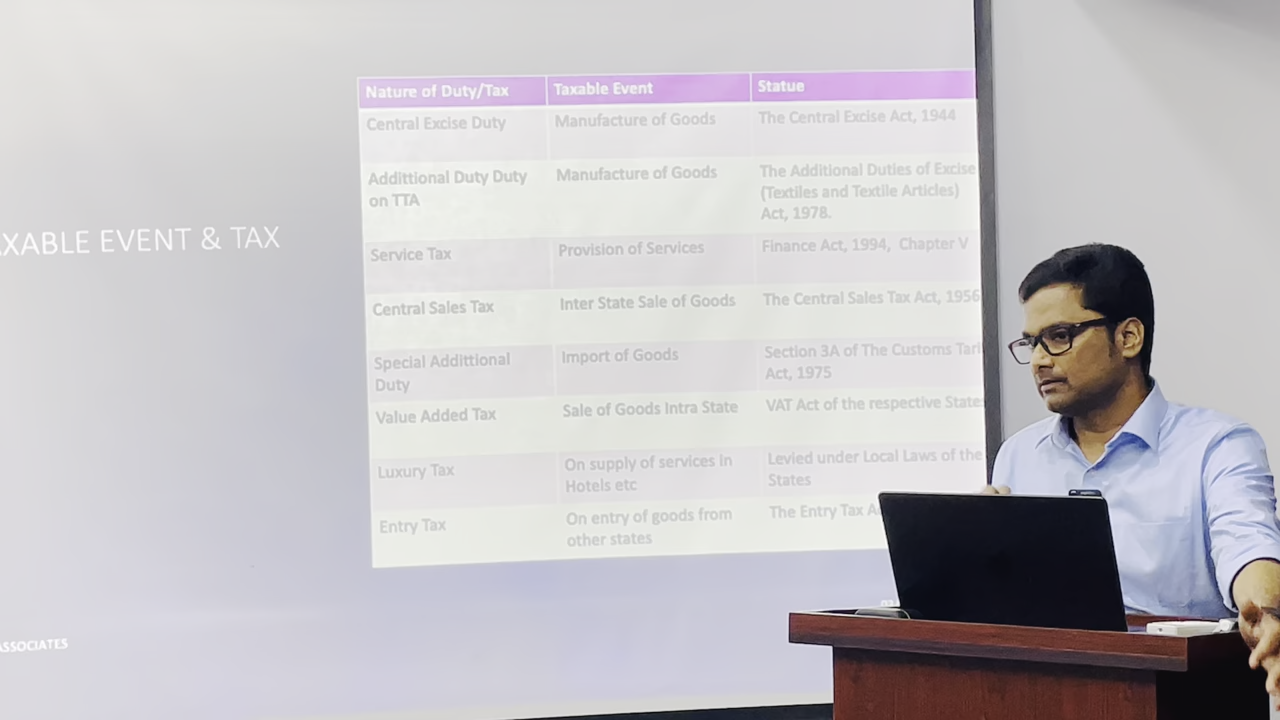 AXABLE EVENT & TAX
Nature of Duty/Tax Taxable Event Statue
Central Excise Duty Manufacture of Goods The Central Excise Act, 1944
Addittional Duty Duty Manufacture of Goods The Additional Duties of Excise
on TTA (Textiles and Textile Articles)
Act, 1978.
Service Tax Provision of Services Finance Act, 1994, Chapter V
Central Sales Tax Inter State Sale of Goods The Central Sales Tax Act, 1956
Special Addittional Import of Goods Section 3A of The Customs Tari
Duty Act, 1975
Value Added Tax Sale of Goods Intra State VAT Act of the respective States
Luxury Tax On supply of services in Levied under Local Laws of the
Hotels etc States
Entry Tax On entry of goods from The Entry Tax
other states
ASSOCIATES